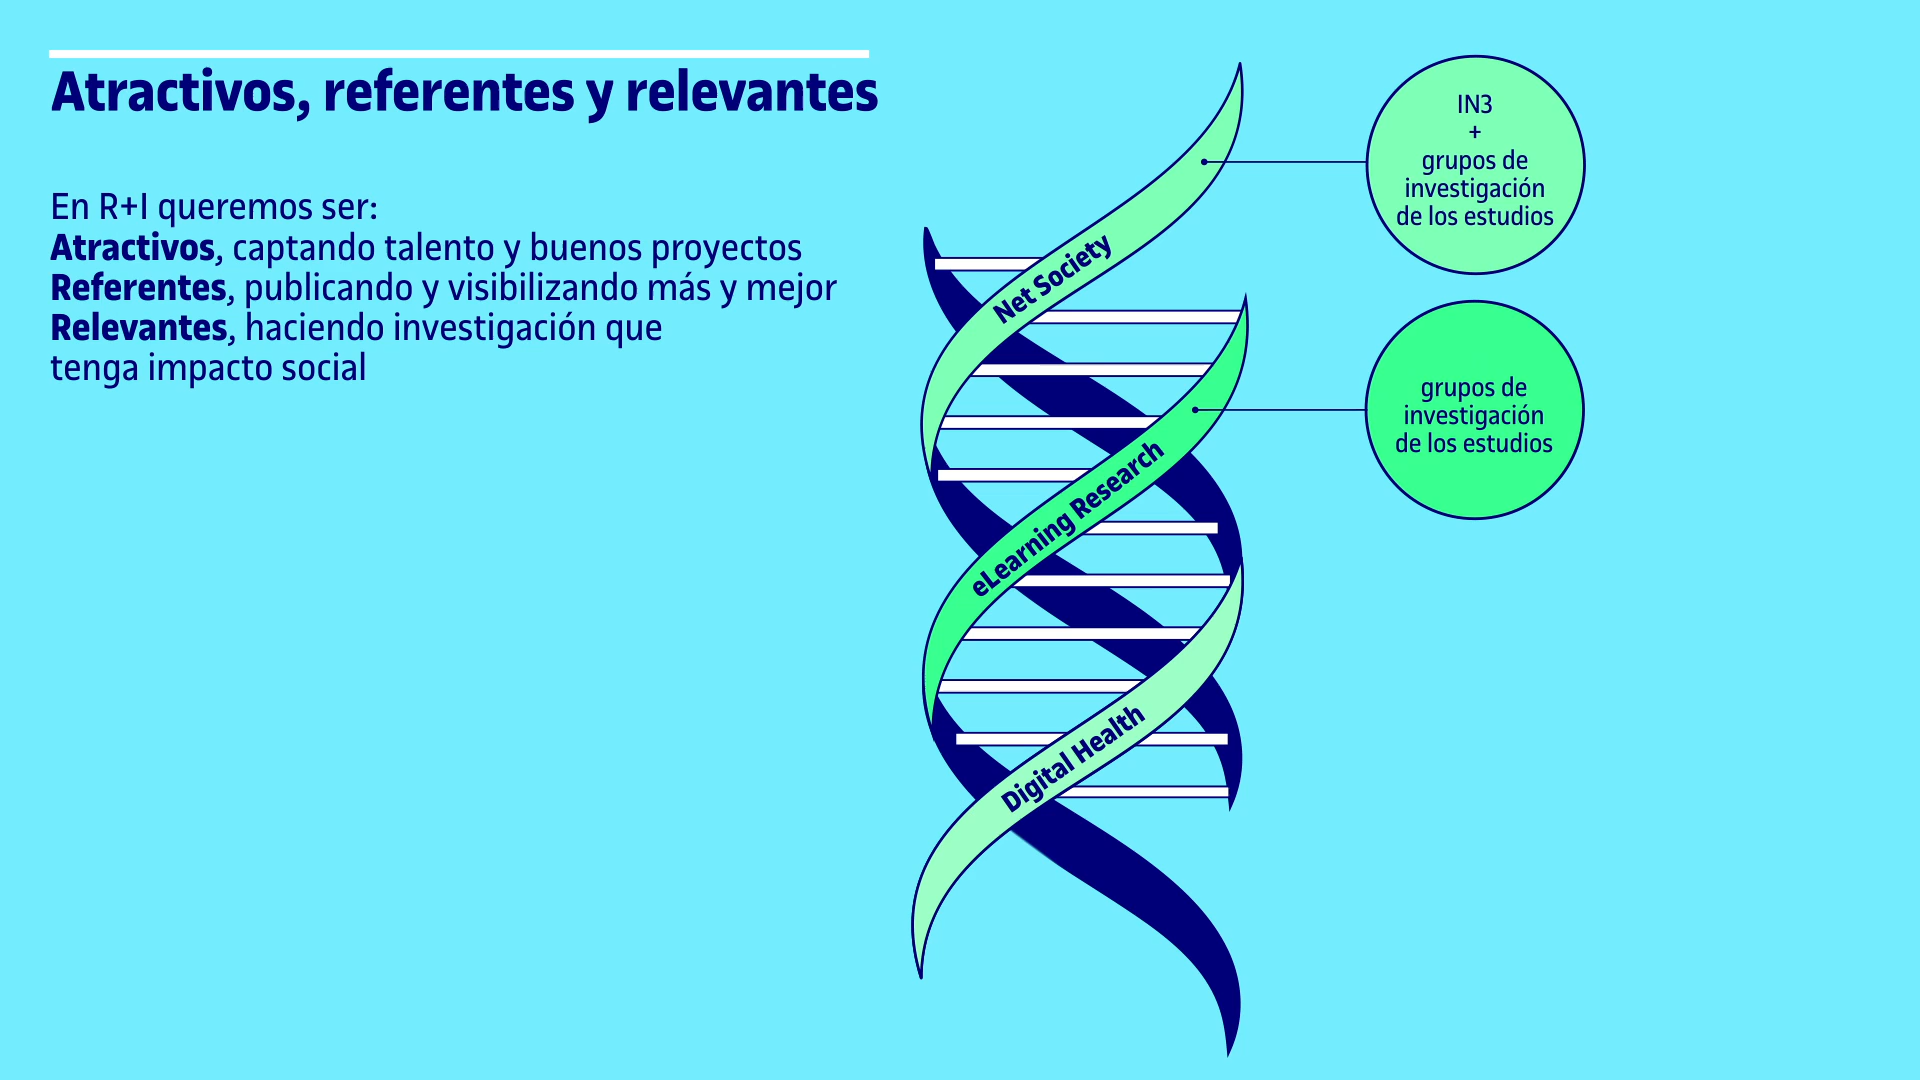 Atractivos, referentes y relevantes
En R+I queremos ser:
Atractivos, captando talento y buenos proyectos
Referentes, publicando y visibilizando más y mejor
Relevantes, haciendo investigación que
tenga impacto social
Net Society
eLearning Research
Digital Health
IN3
+
grupos de
investigación
de los estudios
grupos de
investigación
de los estudios